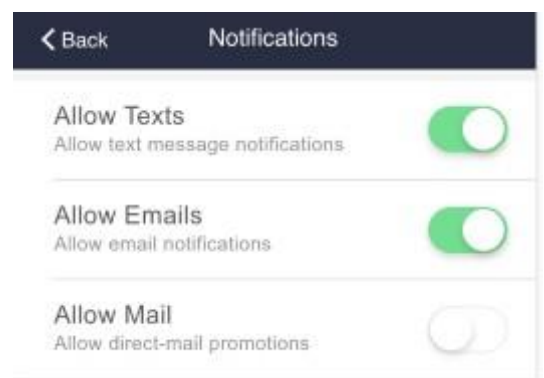 Back Notifications
Allow Texts
Allow text message notifications
Allow Emails
Allow email notifications
Allow Mail
Allow direct-mail promotions